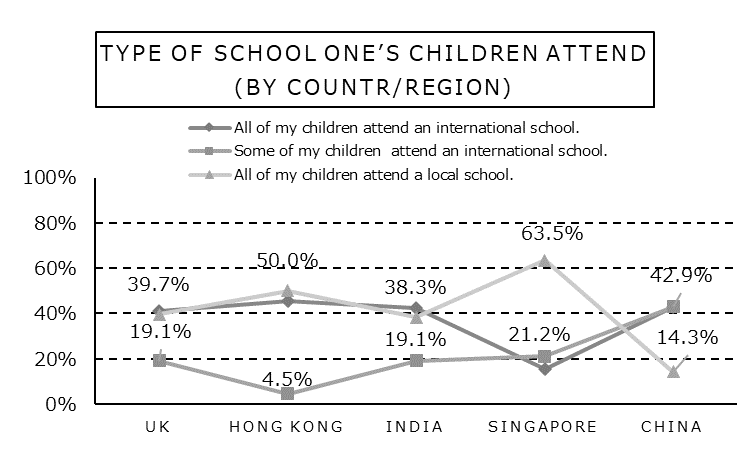 TYPE OF SCHOOL ONE'S CHILDREN ATTEND
(BY COUNTR/REGION)
All of my children attend an international school.
Some of my children attend an international school.
All of my children attend a local school.
100%
80%
60%
40%
20%
0%
39.7%
50.0%
38.3%
63.5%
42.9%
19.1%
4.5%
19.1%
21.2%
14.3%
UK HONG KONG INDIA SINGAPORE CHINA